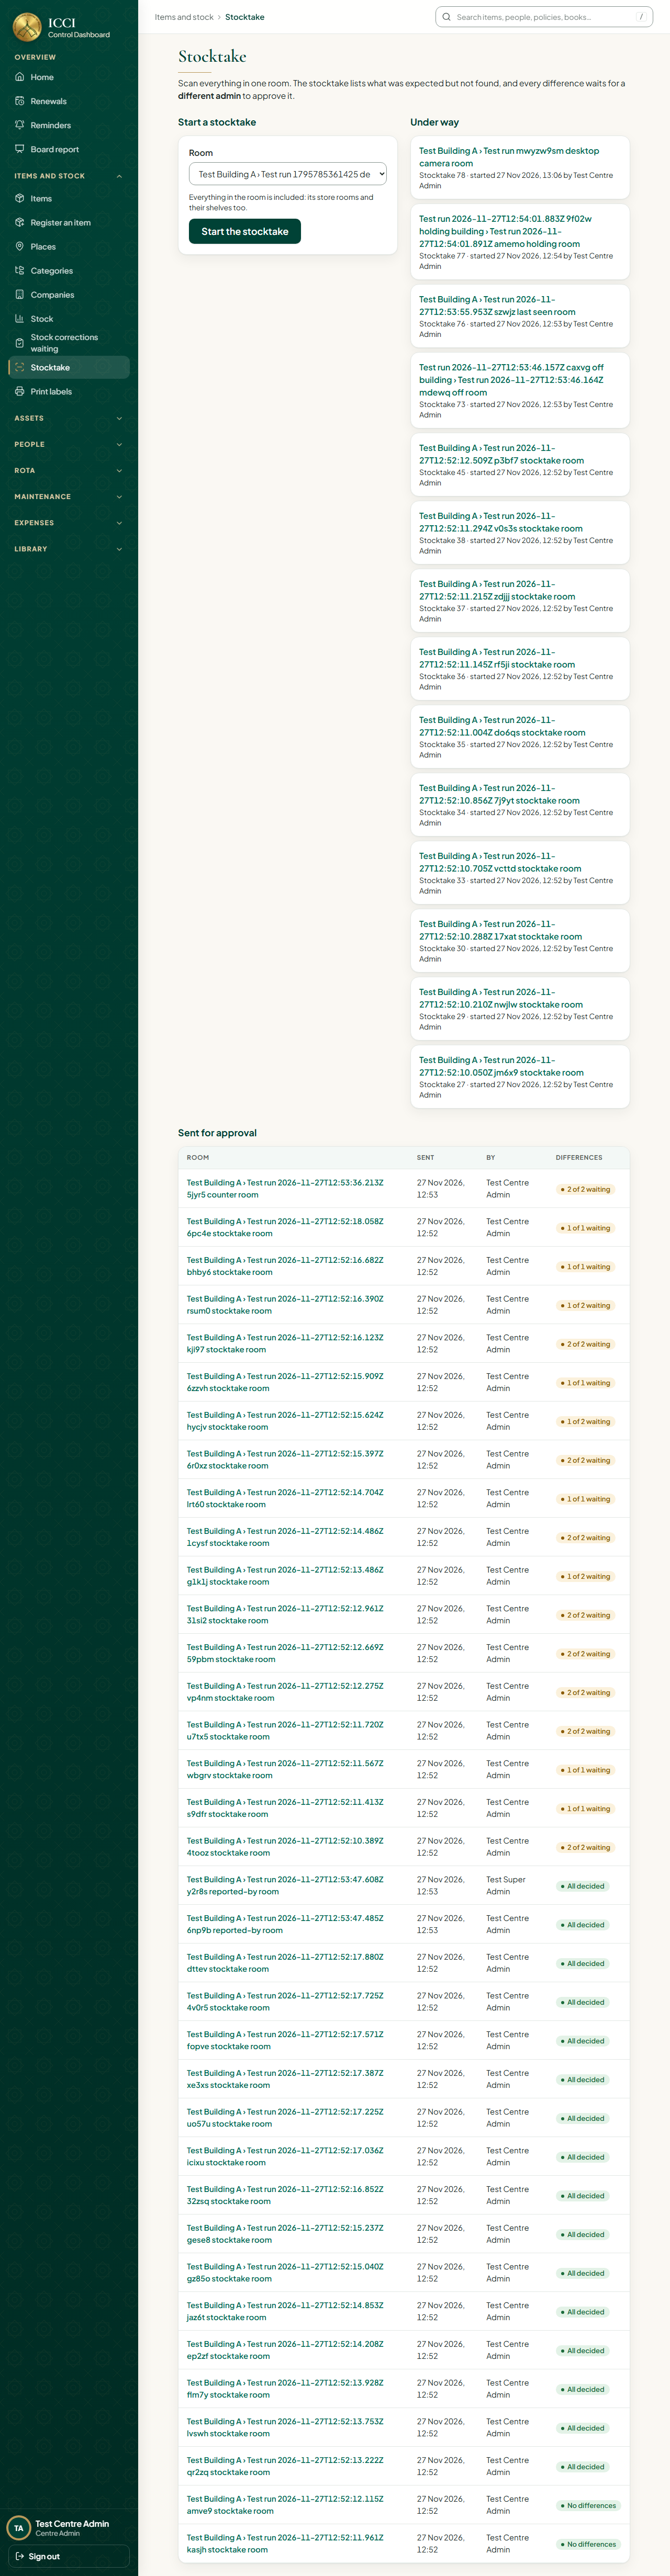 ICCI
Control Dashboard
OVERVIEW
Home
Renewals
Reminders
Board report
ITEMS AND STOCK
Items
Register an item
Places
Categories
Companies
Stock
Stock corrections
waiting
Stocktake
Print labels
ASSETS
PEOPLE
ROTA
MAINTENANCE
EXPENSES
LIBRARY
TA
Test Centre Admin
Centre Admin
Sign out
Items and stock › Stocktake
Search items, people, policies, books... /
Stocktake
Scan everything in one room. The stocktake lists what was expected but not found, and every difference waits for a
different admin to approve it.
Start a stocktake
Room
Test Building A › Test run 1795785361425 de
Everything in the room is included: its store rooms and
their shelves too.
Start the stocktake
Under way
Test Building A › Test run mwyzw9sm desktop
camera room
Stocktake 78 · started 27 Nov 2026, 13:06 by Test Centre
Admin
Test run 2026-11-27T12:54:01.883Z 9f02w
holding building › Test run 2026-11-
27T12:54:01.891Z amemo holding room
Stocktake 77 · started 27 Nov 2026, 12:54 by Test Centre
Admin
Test Building A › Test run 2026-11-
27T12:53:55.953Z szwjz last seen room
Stocktake 76 · started 27 Nov 2026, 12:53 by Test Centre
Admin
Test run 2026-11-27T12:53:46.157Z caxvg off
building › Test run 2026-11-27T12:53:46.164Z
mdewq off room
Stocktake 73 · started 27 Nov 2026, 12:53 by Test Centre
Admin
Test Building A › Test run 2026-11-
27T12:52:12.509Z p3bf7 stocktake room
Stocktake 45 · started 27 Nov 2026, 12:52 by Test Centre
Admin
Test Building A › Test run 2026-11-
27T12:52:11.294Z v0s3s stocktake room
Stocktake 38 · started 27 Nov 2026, 12:52 by Test Centre
Admin
Test Building A › Test run 2026-11-
27T12:52:11.215Z zdjjj stocktake room
Stocktake 37 · started 27 Nov 2026, 12:52 by Test Centre
Admin
Test Building A › Test run 2026-11-
27T12:52:11.145Z rf5ji stocktake room
Stocktake 36 · started 27 Nov 2026, 12:52 by Test Centre
Admin
Test Building A › Test run 2026-11-
27T12:52:11.004Z do6qs stocktake room
Stocktake 35 · started 27 Nov 2026, 12:52 by Test Centre
Admin
Test Building A › Test run 2026-11-
27T12:52:10.856Z 7j9yt stocktake room
Stocktake 34 · started 27 Nov 2026, 12:52 by Test Centre
Admin
Test Building A › Test run 2026-11-
27T12:52:10.705Z vcttd stocktake room
Stocktake 33 · started 27 Nov 2026, 12:52 by Test Centre
Admin
Test Building A › Test run 2026-11-
27T12:52:10.288Z 17xat stocktake room
Stocktake 30 · started 27 Nov 2026, 12:52 by Test Centre
Admin
Test Building A › Test run 2026-11-
27T12:52:10.210Z nwjlw stocktake room
Stocktake 29 · started 27 Nov 2026, 12:52 by Test Centre
Admin
Test Building A › Test run 2026-11-
27T12:52:10.050Z jm6x9 stocktake room
Stocktake 27 · started 27 Nov 2026, 12:52 by Test Centre
Admin
Sent for approval
ROOM SENT BY DIFFERENCES
Test Building A › Test run 2026-11-27T12:53:36.213Z 27 Nov 2026, Test Centre 2 of 2 waiting
5jyr5 counter room 12:53 Admin
Test Building A › Test run 2026-11-27T12:52:18.058Z 27 Nov 2026, Test Centre 1 of 1 waiting
6pc4e stocktake room 12:52 Admin
Test Building A › Test run 2026-11-27T12:52:16.682Z 27 Nov 2026, Test Centre 1 of 1 waiting
bhby6 stocktake room 12:52 Admin
Test Building A › Test run 2026-11-27T12:52:16.390Z 27 Nov 2026, Test Centre 1 of 2 waiting
rsum0 stocktake room 12:52 Admin
Test Building A › Test run 2026-11-27T12:52:16.123Z 27 Nov 2026, Test Centre 2 of 2 waiting
kji97 stocktake room 12:52 Admin
Test Building A › Test run 2026-11-27T12:52:15.909Z 27 Nov 2026, Test Centre 1 of 1 waiting
6zzvh stocktake room 12:52 Admin
Test Building A › Test run 2026-11-27T12:52:15.624Z 27 Nov 2026, Test Centre 1 of 2 waiting
hycjv stocktake room 12:52 Admin
Test Building A › Test run 2026-11-27T12:52:15.397Z 27 Nov 2026, Test Centre 2 of 2 waiting
6r0xz stocktake room 12:52 Admin
Test Building A › Test run 2026-11-27T12:52:14.704Z 27 Nov 2026, Test Centre 1 of 1 waiting
lrt60 stocktake room 12:52 Admin
Test Building A › Test run 2026-11-27T12:52:14.486Z 27 Nov 2026, Test Centre 2 of 2 waiting
1cysf stocktake room 12:52 Admin
Test Building A › Test run 2026-11-27T12:52:13.486Z 27 Nov 2026, Test Centre 1 of 2 waiting
g1k1j stocktake room 12:52 Admin
Test Building A › Test run 2026-11-27T12:52:12.961Z 27 Nov 2026, Test Centre 2 of 2 waiting
31si2 stocktake room 12:52 Admin
Test Building A › Test run 2026-11-27T12:52:12.669Z 27 Nov 2026, Test Centre 2 of 2 waiting
59pbm stocktake room 12:52 Admin
Test Building A › Test run 2026-11-27T12:52:12.275Z 27 Nov 2026, Test Centre 2 of 2 waiting
vp4nm stocktake room 12:52 Admin
Test Building A › Test run 2026-11-27T12:52:11.720Z 27 Nov 2026, Test Centre 2 of 2 waiting
u7tx5 stocktake room 12:52 Admin
Test Building A › Test run 2026-11-27T12:52:11.567Z 27 Nov 2026, Test Centre 1 of 1 waiting
wbgrv stocktake room 12:52 Admin
Test Building A › Test run 2026-11-27T12:52:11.413Z 27 Nov 2026, Test Centre 1 of 1 waiting
s9dfr stocktake room 12:52 Admin
Test Building A › Test run 2026-11-27T12:52:10.389Z 27 Nov 2026, Test Centre 2 of 2 waiting
4tooz stocktake room 12:52 Admin
Test Building A › Test run 2026-11-27T12:53:47.608Z 27 Nov 2026, Test Super All decided
y2r8s reported-by room 12:53 Admin
Test Building A › Test run 2026-11-27T12:53:47.485Z 27 Nov 2026, Test Centre All decided
6np9b reported-by room 12:53 Admin
Test Building A › Test run 2026-11-27T12:52:17.880Z 27 Nov 2026, Test Centre All decided
dttev stocktake room 12:52 Admin
Test Building A › Test run 2026-11-27T12:52:17.725Z 27 Nov 2026, Test Centre All decided
4v0r5 stocktake room 12:52 Admin
Test Building A › Test run 2026-11-27T12:52:17.571Z 27 Nov 2026, Test Centre All decided
fopve stocktake room 12:52 Admin
Test Building A › Test run 2026-11-27T12:52:17.387Z 27 Nov 2026, Test Centre All decided
xe3xs stocktake room 12:52 Admin
Test Building A › Test run 2026-11-27T12:52:17.225Z 27 Nov 2026, Test Centre All decided
uo57u stocktake room 12:52 Admin
Test Building A › Test run 2026-11-27T12:52:17.036Z 27 Nov 2026, Test Centre All decided
icixu stocktake room 12:52 Admin
Test Building A › Test run 2026-11-27T12:52:16.852Z 27 Nov 2026, Test Centre All decided
32zsq stocktake room 12:52 Admin
Test Building A › Test run 2026-11-27T12:52:15.237Z 27 Nov 2026, Test Centre All decided
gese8 stocktake room 12:52 Admin
Test Building A › Test run 2026-11-27T12:52:15.040Z 27 Nov 2026, Test Centre All decided
gz85o stocktake room 12:52 Admin
Test Building A › Test run 2026-11-27T12:52:14.853Z 27 Nov 2026, Test Centre All decided
jaz6t stocktake room 12:52 Admin
Test Building A › Test run 2026-11-27T12:52:14.208Z 27 Nov 2026, Test Centre All decided
ep2zf stocktake room 12:52 Admin
Test Building A › Test run 2026-11-27T12:52:13.928Z 27 Nov 2026, Test Centre All decided
flm7y stocktake room 12:52 Admin
Test Building A › Test run 2026-11-27T12:52:13.753Z 27 Nov 2026, Test Centre All decided
lvswh stocktake room 12:52 Admin
Test Building A › Test run 2026-11-27T12:52:13.222Z 27 Nov 2026, Test Centre All decided
qr2zq stocktake room 12:52 Admin
Test Building A › Test run 2026-11-27T12:52:12.115Z 27 Nov 2026, Test Centre No differences
amve9 stocktake room 12:52 Admin
Test Building A › Test run 2026-11-27T12:52:11.961Z 27 Nov 2026, Test Centre No differences
kasjh stocktake room 12:52 Admin